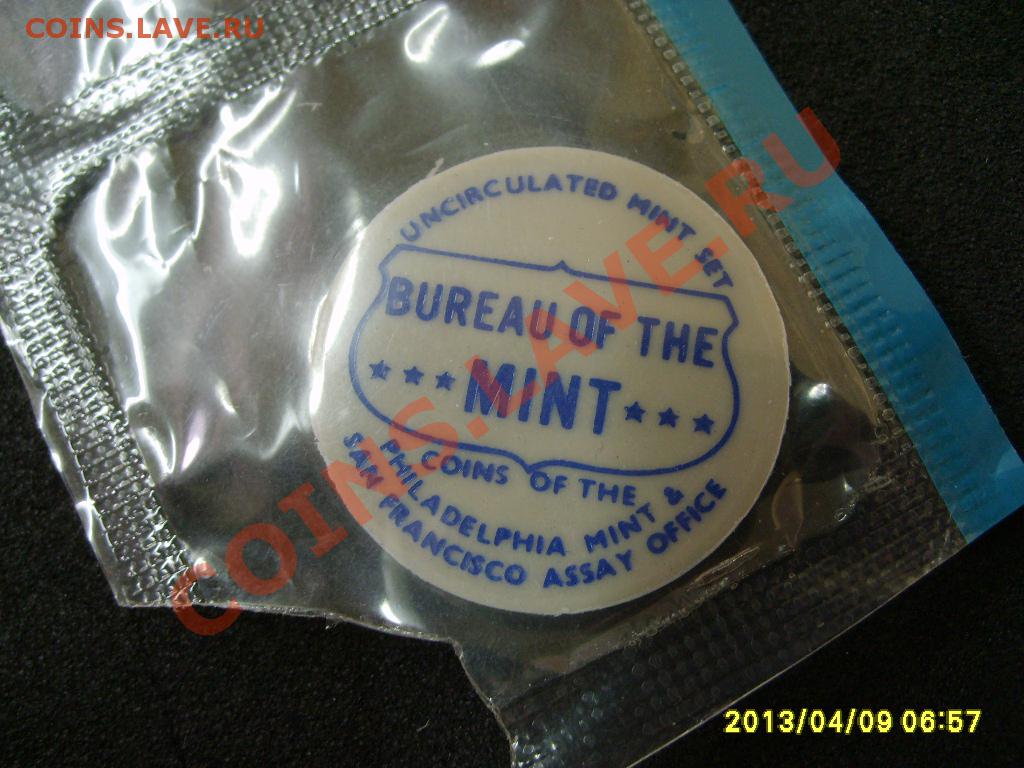 COINS.LAVE.RU
UNCIRCULATED MINT SET
BUREAU OF THE
★★★ MINT ★★★
COINS OF THE
PHILADELPHIA MINT &
SAN FRANCISCO ASSAY OFFICE
COINS.LAVE.RU
2013/04/09 06:57